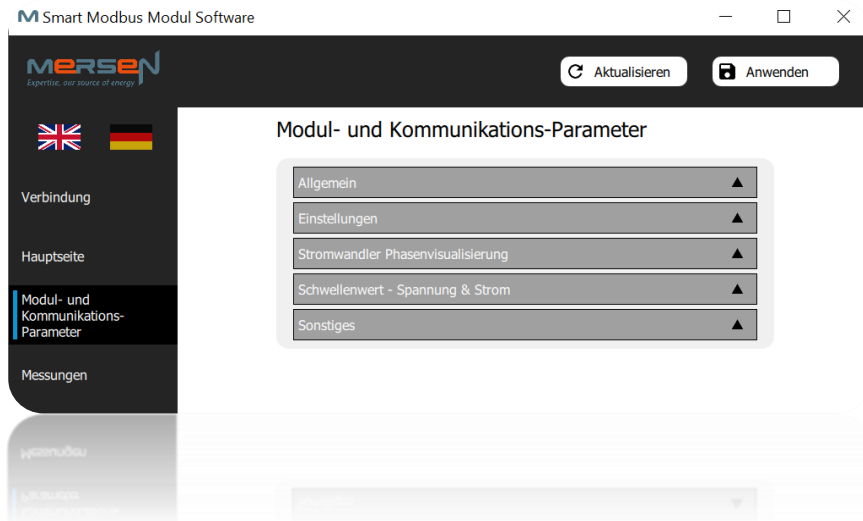 Smart Modbus Modul Software
MERSEN
Expertise, our source of energy
Aktualisieren
Anwenden
Modul- und Kommunikations-Parameter
Verbindung
Hauptseite
Modul- und
Kommunikations-
Parameter
Messungen
Allgemein
Einstellungen
Stromwandler Phasenvisualisierung
Schwellenwert - Spannung & Strom
Sonstiges